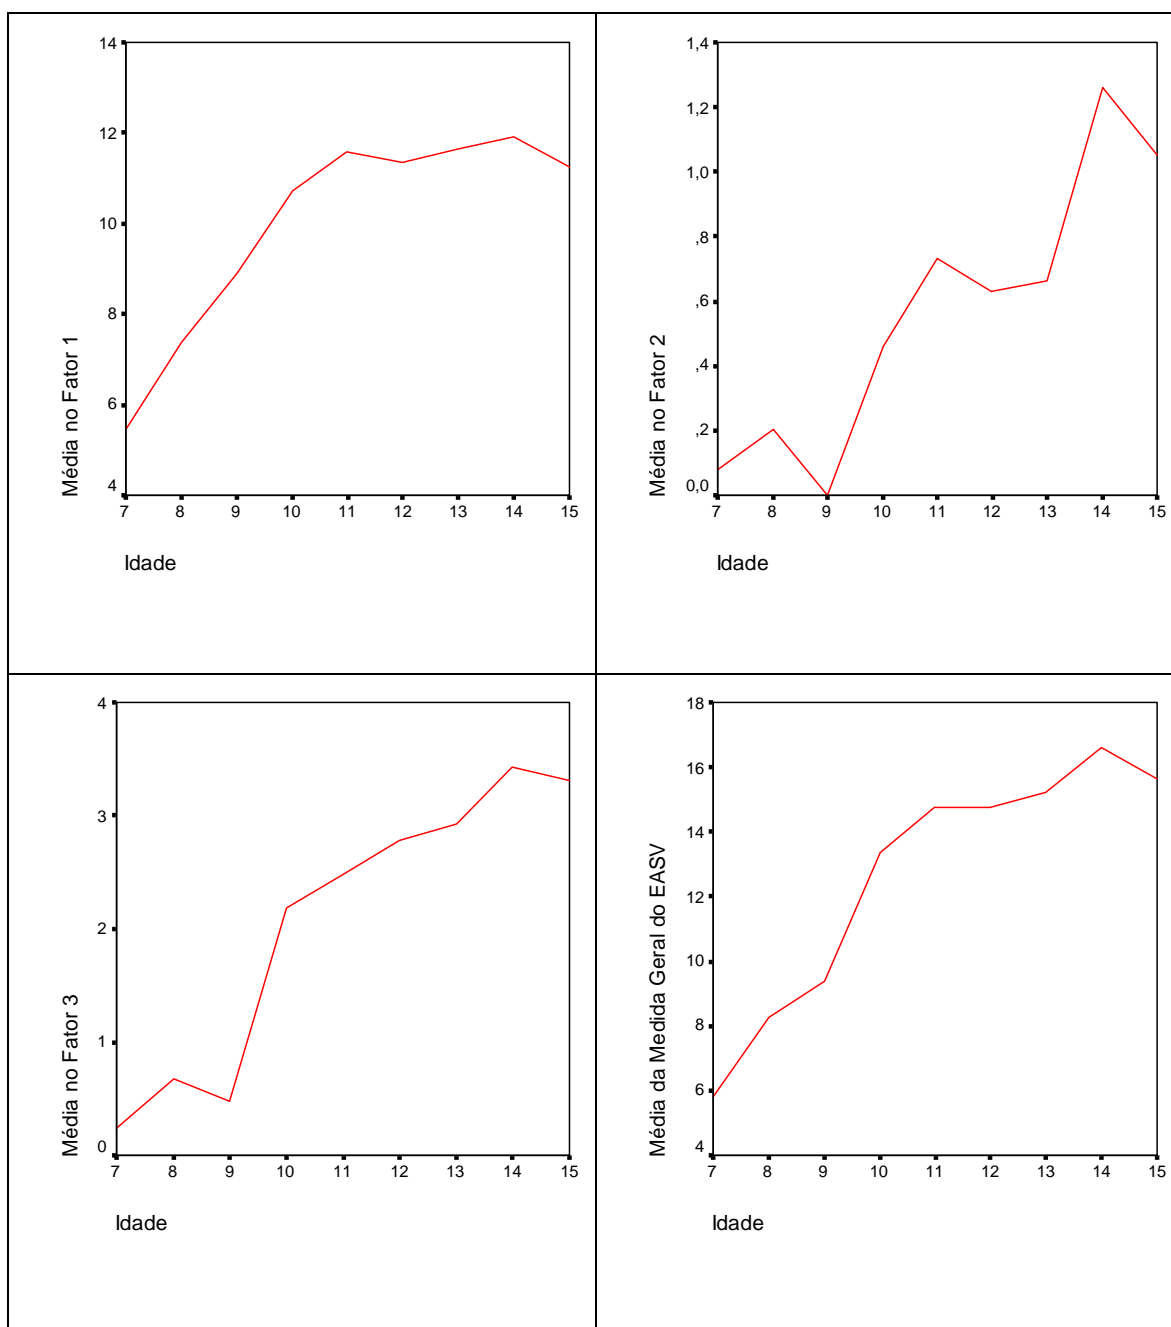 Média no Fator 1
14
12
10
8
6
4
7 8 9 10 11 12 13 14 15
Idade
Média no Fator 2
1,4
1,2
1,0
,8
,6
,4
,2
0,0
7 8 9 10 11 12 13 14 15
Idade
Média no Fator 3
4
3
2
1
0
7 8 9 10 11 12 13 14 15
Idade
Média da Medida Geral do EASV
18
16
14
12
10
8
6
4
7 8 9 10 11 12 13 14 15
Idade